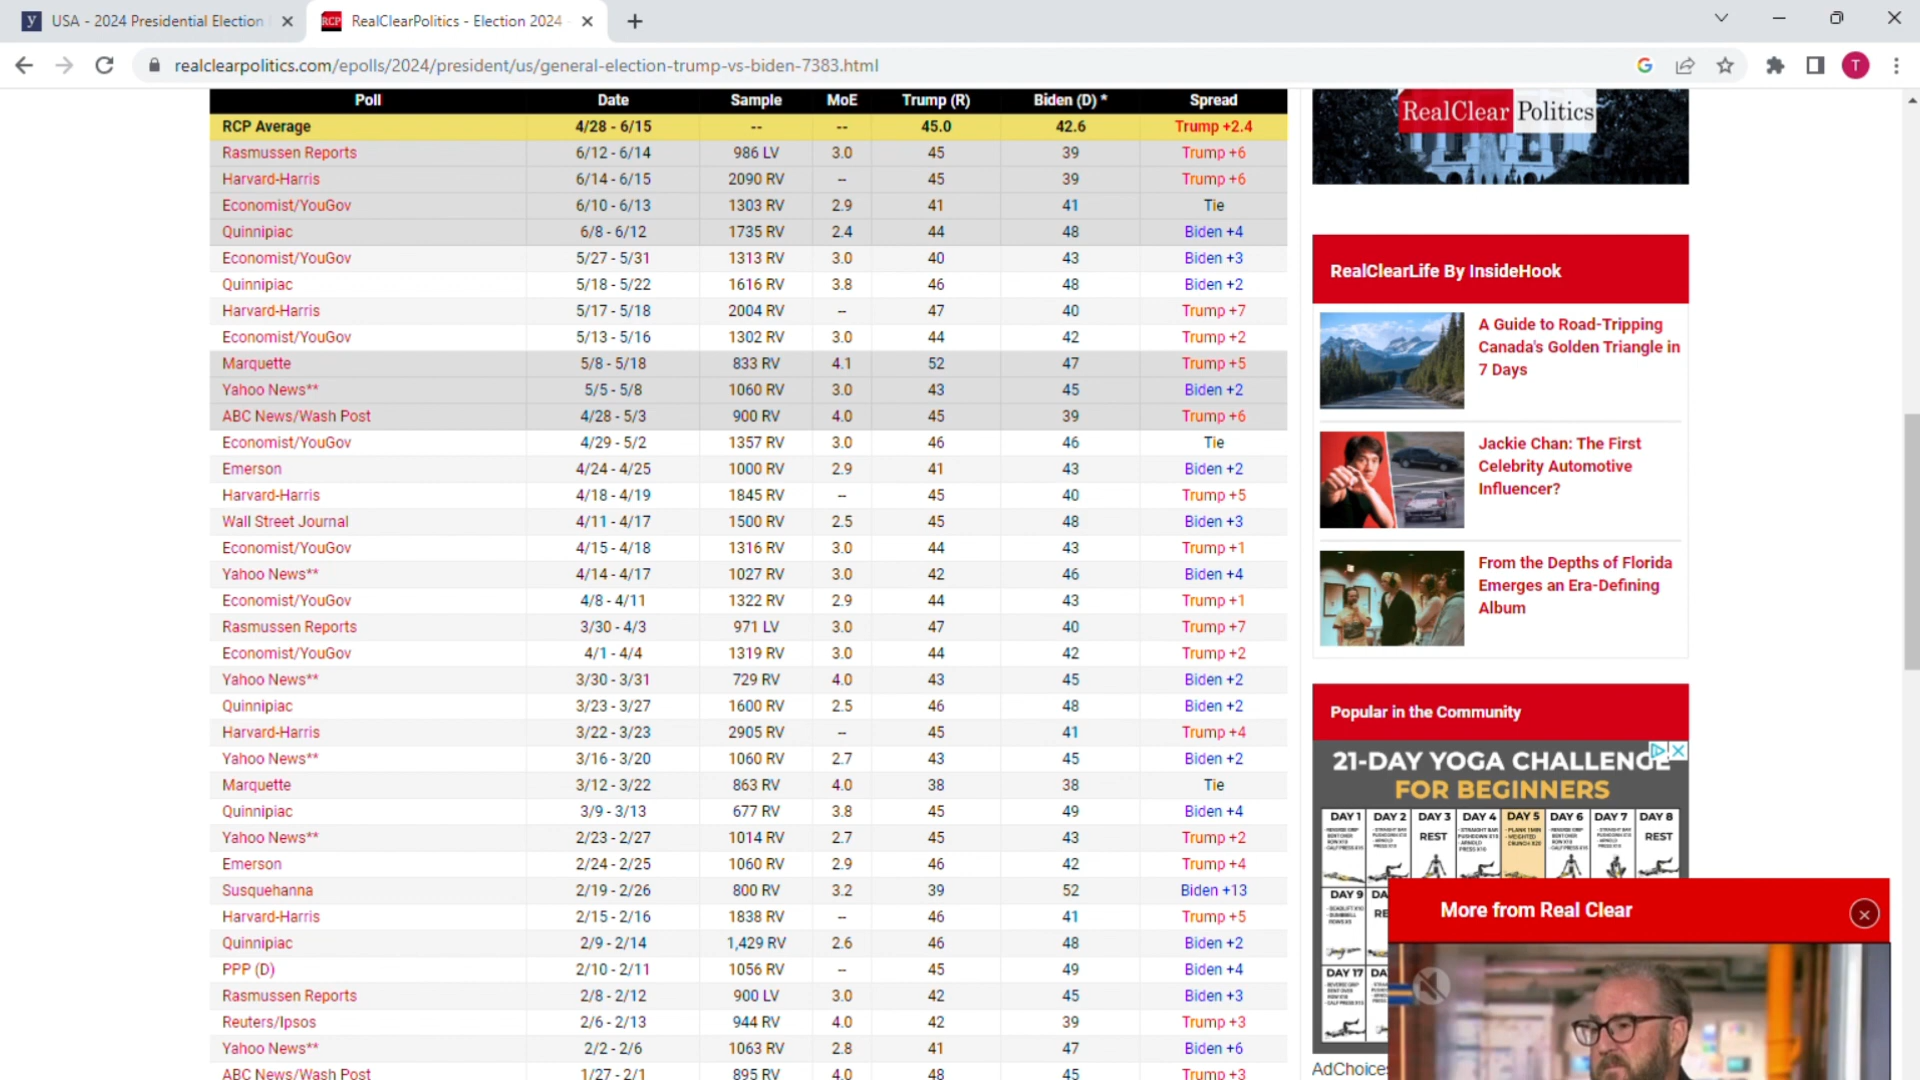 USA - 2024 Presidential Election
RealClearPolitics - Election 2024
realclearpolitics.com/epolls/2024/president/us/general-election-trump-vs-biden-7383.html
T
Poll Date Sample MoE Trump (R) Biden (D) * Spread
RCP Average 4/28 - 6/15 -- -- 45.0 42.6 Trump +2.4
Rasmussen Reports 6/12 - 6/14 986 LV 3.0 45 39 Trump +6
Harvard-Harris 6/14 - 6/15 2090 RV -- 45 39 Trump +6
Economist/YouGov 6/10 - 6/13 1303 RV 2.9 41 41 Tie
Quinnipiac 6/8 - 6/12 1735 RV 2.4 44 48 Biden +4
Economist/YouGov 5/27 - 5/31 1313 RV 3.0 40 43 Biden +3
Quinnipiac 5/18 - 5/22 1616 RV 3.8 46 48 Biden +2
Harvard-Harris 5/17 - 5/18 2004 RV -- 47 40 Trump +7
Economist/YouGov 5/13 - 5/16 1302 RV 3.0 44 42 Trump +2
Marquette 5/8 - 5/18 833 RV 4.1 52 47 Trump +5
Yahoo News** 5/5 - 5/8 1060 RV 3.0 43 45 Biden +2
ABC News/Wash Post 4/28 - 5/3 900 RV 4.0 45 39 Trump +6
Economist/YouGov 4/29 - 5/2 1357 RV 3.0 46 46 Tie
Emerson 4/24 - 4/25 1000 RV 2.9 41 43 Biden +2
Harvard-Harris 4/18 - 4/19 1845 RV -- 45 40 Trump +5
Wall Street Journal 4/11 - 4/17 1500 RV 2.5 45 48 Biden +3
Economist/YouGov 4/15 - 4/18 1316 RV 3.0 44 43 Trump +1
Yahoo News** 4/14 - 4/17 1027 RV 3.0 42 46 Biden +4
Economist/YouGov 4/8 - 4/11 1322 RV 2.9 44 43 Trump +1
Rasmussen Reports 3/30 - 4/3 971 LV 3.0 47 40 Trump +7
Economist/YouGov 4/1 - 4/4 1319 RV 3.0 44 42 Trump +2
Yahoo News** 3/30 - 3/31 729 RV 4.0 43 45 Biden +2
Quinnipiac 3/23 - 3/27 1600 RV 2.5 46 48 Biden +2
Harvard-Harris 3/22 - 3/23 2905 RV -- 45 41 Trump +4
Yahoo News** 3/16 - 3/20 1060 RV 2.7 43 45 Biden +2
Marquette 3/12 - 3/22 863 RV 4.0 38 38 Tie
Quinnipiac 3/9 - 3/13 677 RV 3.8 45 49 Biden +4
Yahoo News** 2/23 - 2/27 1014 RV 2.7 45 43 Trump +2
Emerson 2/24 - 2/25 1060 RV 2.9 46 42 Trump +4
Susquehanna 2/19 - 2/26 800 RV 3.2 39 52 Biden +13
Harvard-Harris 2/15 - 2/16 1838 RV -- 46 41 Trump +5
Quinnipiac 2/9 - 2/14 1,429 RV 2.6 46 48 Biden +2
PPP (D) 2/10 - 2/11 1056 RV -- 45 49 Biden +4
Rasmussen Reports 2/8 - 2/12 900 LV 3.0 42 45 Biden +3
Reuters/Ipsos 2/6 - 2/13 944 RV 4.0 42 39 Trump +3
Yahoo News** 2/2 - 2/6 1063 RV 2.8 41 47 Biden +6
ABC News/Wash Post 1/27 - 2/1 895 RV 4.0 48 45 Trump +3
RealClear Politics
RealClearLife By InsideHook
A Guide to Road-Tripping
Canada's Golden Triangle in
7 Days
Jackie Chan: The First
Celebrity Automotive
Influencer?
From the Depths of Florida
Emerges an Era-Defining
Album
Popular in the Community
21-DAY YOGA CHALLENGE
FOR BEGINNERS
DAY 1 DAY 2 DAY 3 DAY 4 DAY 5 DAY 6 DAY 7 DAY 8
REST REST
DAY 9
DAY 17
More from Real Clear
AdChoices